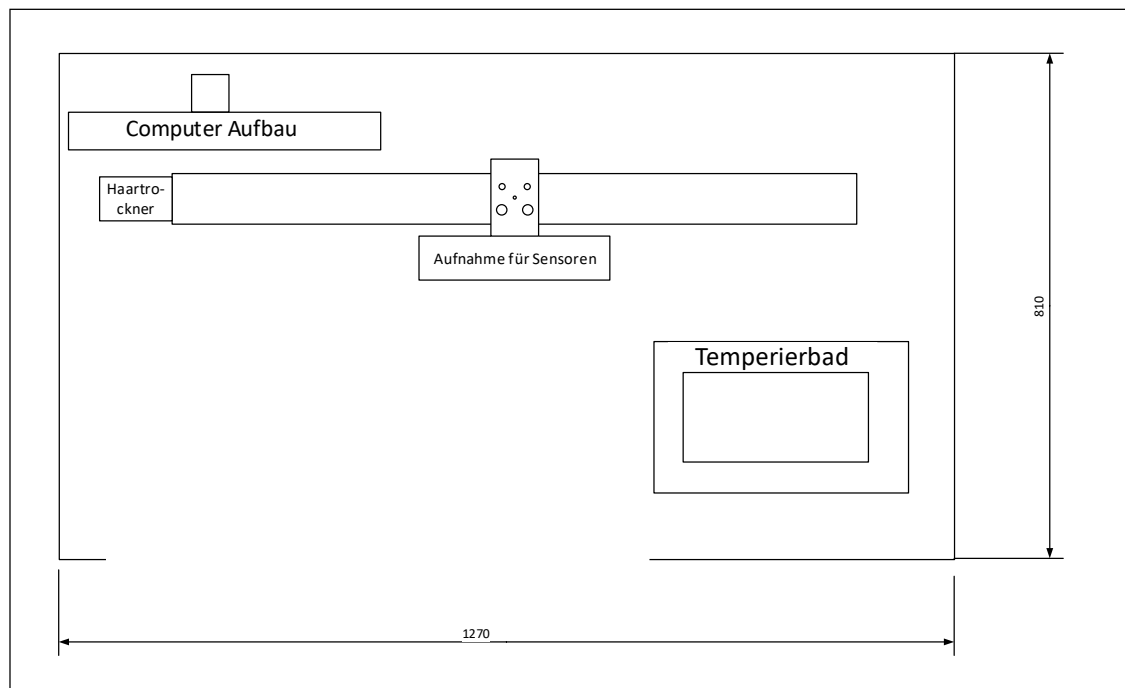 Computer Aufbau
Haartro-
ckner
Aufnahme für Sensoren
810
Temperierbad
1270